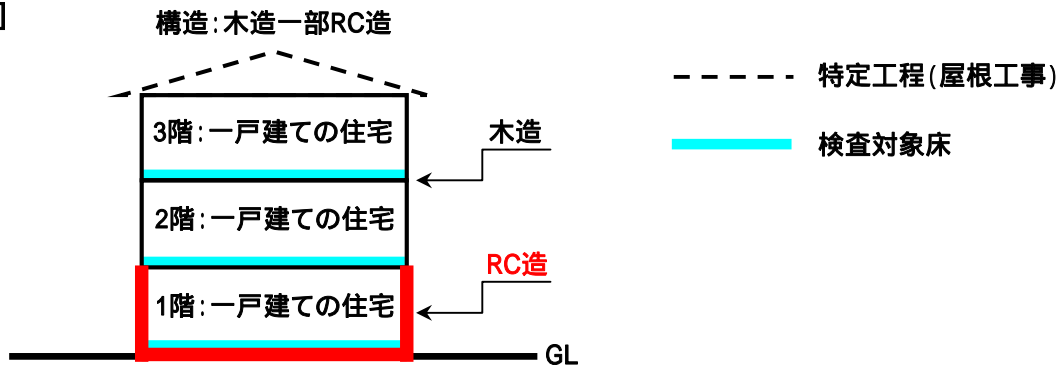 ]
構造:木造一部RC造
特定工程(屋根工事)
3階:一戸建ての住宅
木造
検査対象床
2階:一戸建ての住宅
RC造
1階:一戸建ての住宅
GL